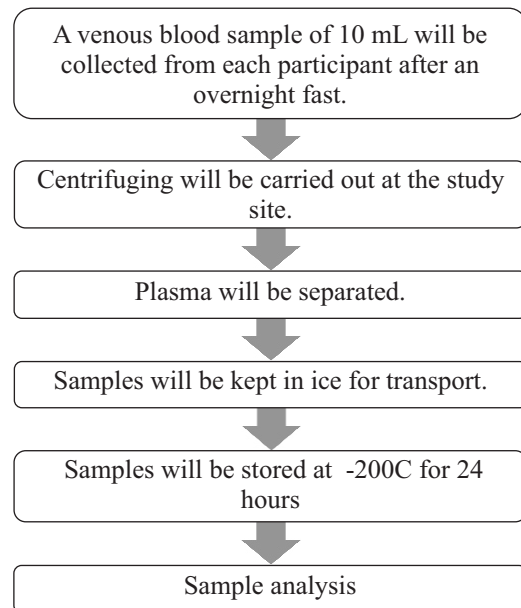 A venous blood sample of 10 mL will be
collected from each participant after an
overnight fast.
Centrifuging will be carried out at the study
site.
Plasma will be separated.
Samples will be kept in ice for transport.
Samples will be stored at -200C for 24
hours
Sample analysis